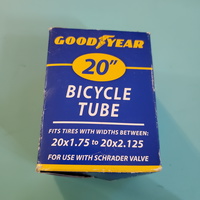 GOODYEAR
20"
BICYCLE
TUBE
FITS TIRES WITH WIDTHS BETWEEN:
20x1.75 to 20x2.125
FOR USE WITH SCHRADER VALVE